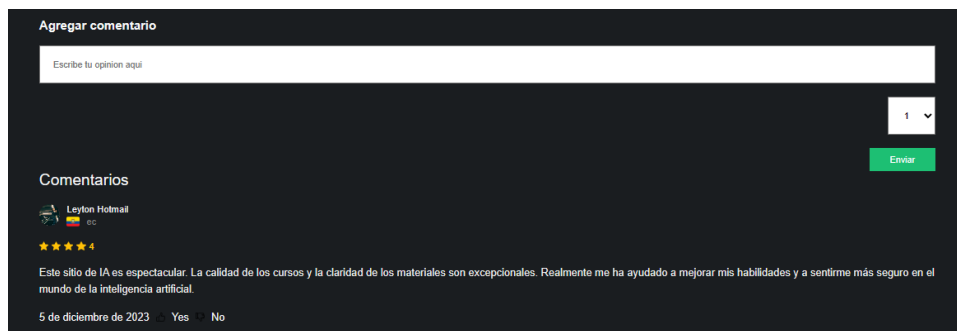 Agregar comentario
Escribe tu opinion aqui
1
Enviar
Comentarios
Leyton Hotmail
ec
4
Este sitio de IA es espectacular. La calidad de los cursos y la claridad de los materiales son excepcionales. Realmente me ha ayudado a mejorar mis habilidades y a sentirme más seguro en el
mundo de la inteligencia artificial.
5 de diciembre de 2023 Yes No